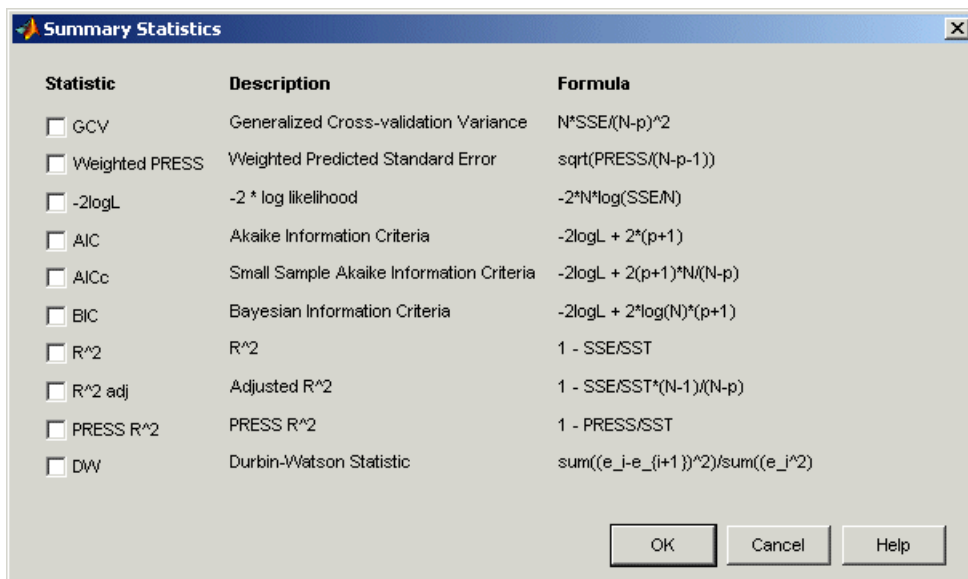 Summary Statistics
Statistic Description Formula
GCV Generalized Cross-validation Variance N*SSE/(N-p)^2
Weighted PRESS Weighted Predicted Standard Error sqrt(PRESS/(N-p-1))
-2logL -2 * log likelihood -2*N*log(SSE/N)
AIC Akaike Information Criteria -2logL + 2*(p+1)
AICc Small Sample Akaike Information Criteria -2logL + 2(p+1)*N/(N-p)
BIC Bayesian Information Criteria -2logL + 2*log(N)*(p+1)
R^2 R^2 1 - SSE/SST
R^2 adj Adjusted R^2 1 - SSE/SST*(N-1)/(N-p)
PRESS R^2 PRESS R^2 1 - PRESS/SST
DW Durbin-Watson Statistic sum((e_i-e_{i+1})^2)/sum((e_i^2)
OK Cancel Help